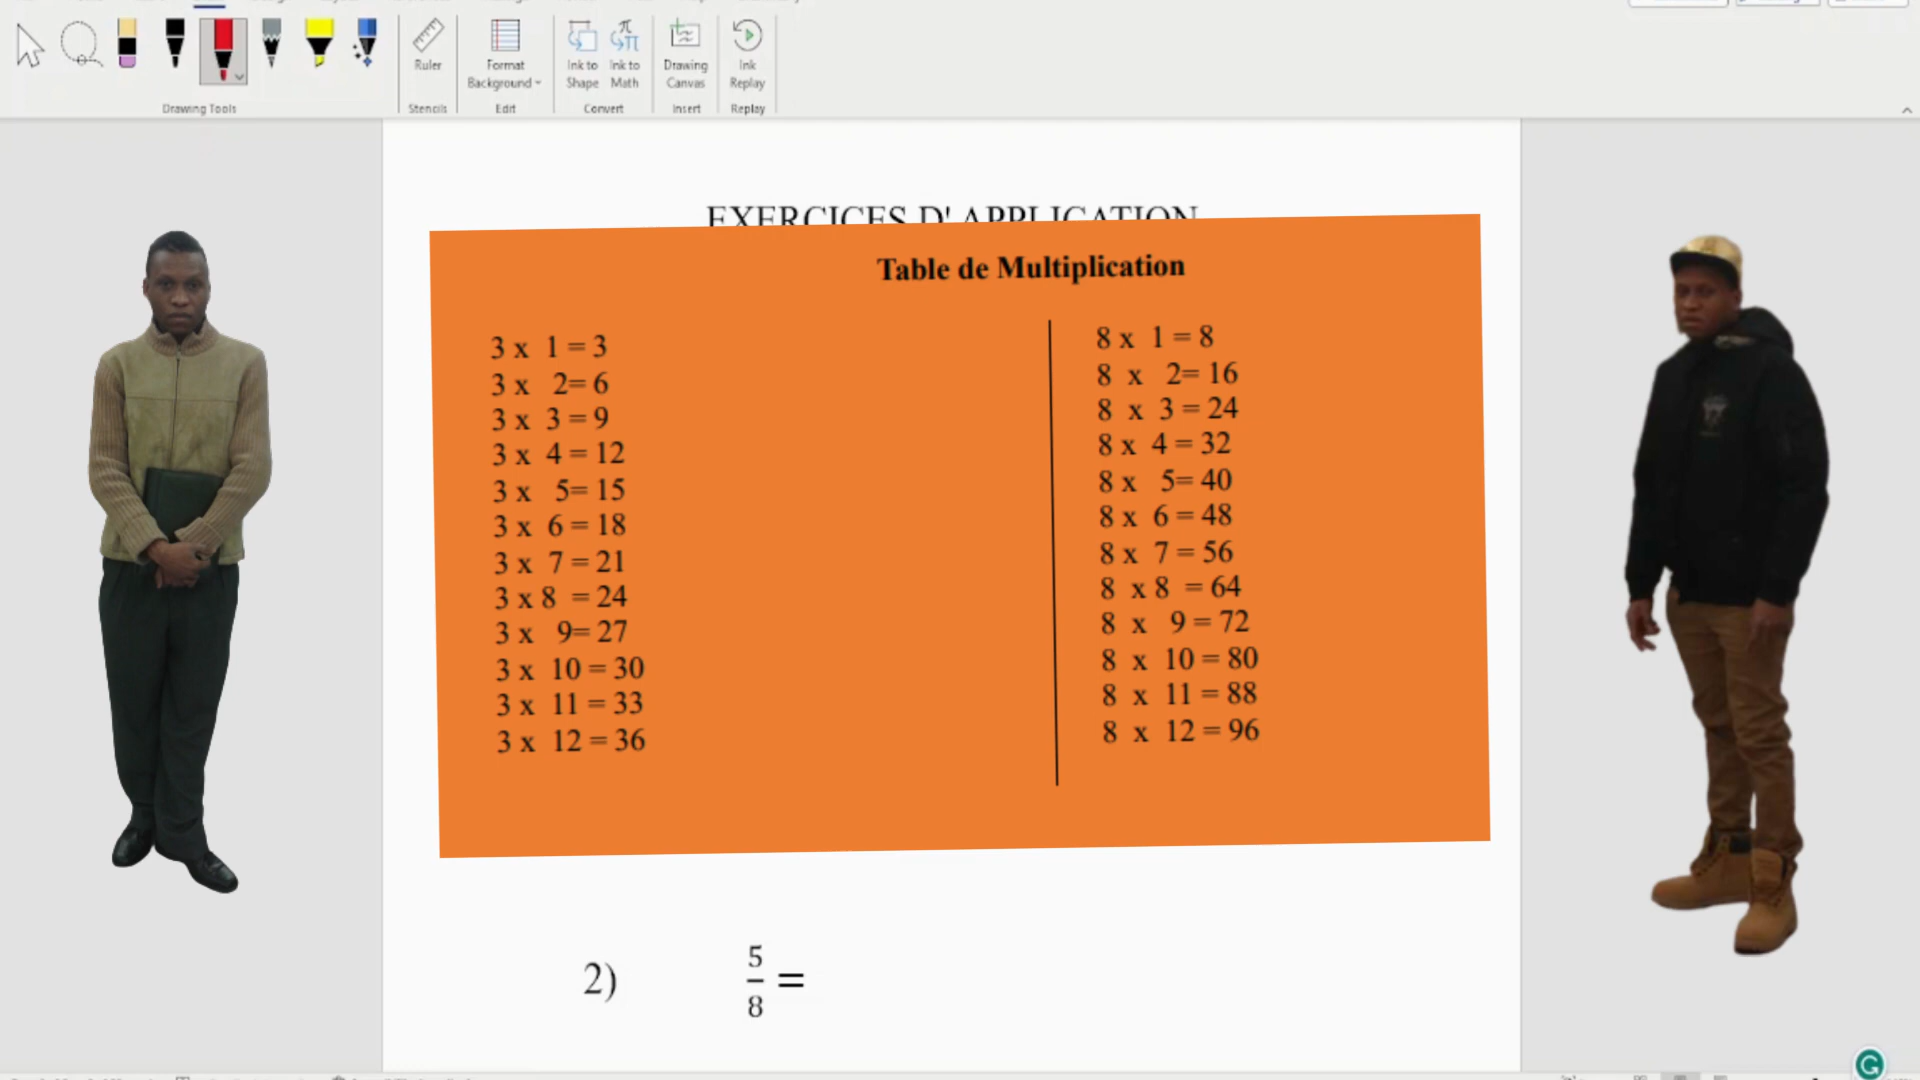 Ruler
Format
Background
Ink to
Shape
Ink to
Math
Drawing
Canvas
Ink
Replay
Drawing Tools
Stencils
Edit
Convert
Insert
Replay
EXERCICES D' APPLICATION
Table de Multiplication
3 x 1 = 3
3 x 2= 6
3 x 3 = 9
3 x 4 = 12
3 x 5= 15
3 x 6 = 18
3 x 7 = 21
3 x 8 = 24
3 x 9= 27
3 x 10 = 30
3 x 11 = 33
3 x 12 = 36
8 x 1 = 8
8 x 2= 16
8 x 3 = 24
8 x 4 = 32
8 x 5= 40
8 x 6 = 48
8 x 7 = 56
8 x 8 = 64
8 x 9 = 72
8 x 10 = 80
8 x 11 = 88
8 x 12 = 96
2) 5/8 =
G